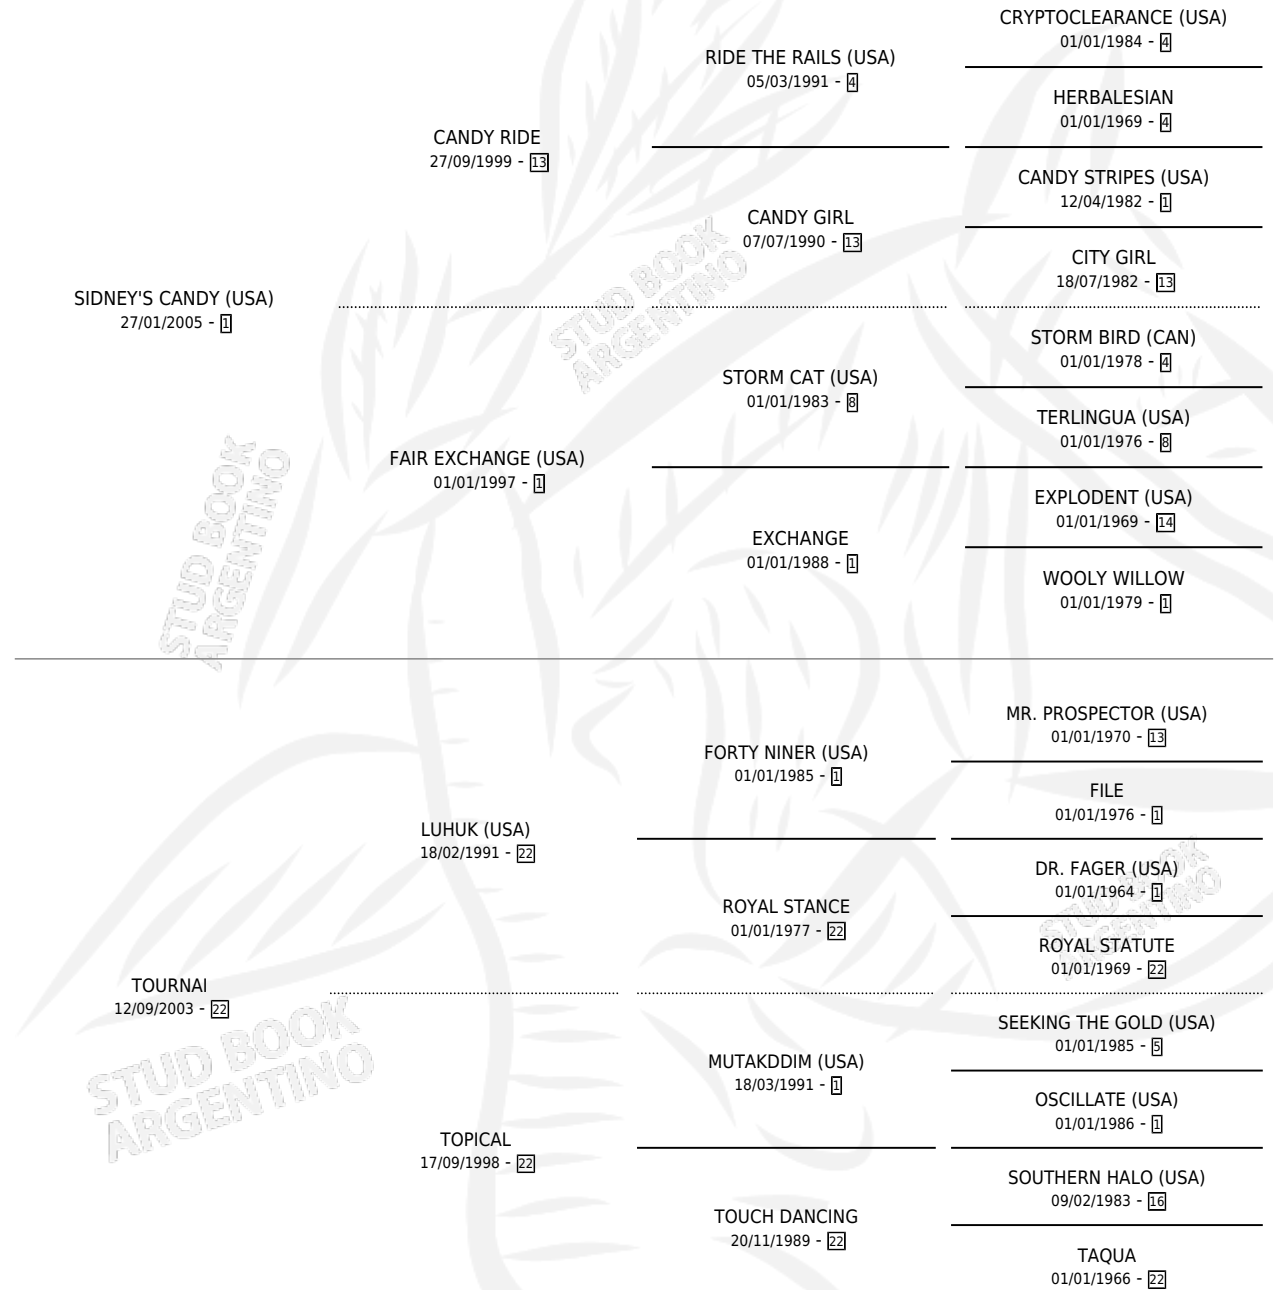 CRYPTOCLEARANCE (USA)
01/01/1984 - 4
RIDE THE RAILS (USA)
05/03/1991 - 4
HERBALESIAN
01/01/1969 - 4
CANDY RIDE
27/09/1999 - 13
CANDY STRIPES (USA)
12/04/1982 - 1
CANDY GIRL
07/07/1990 - 13
CITY GIRL
18/07/1982 - 13
SIDNEY'S CANDY (USA)
27/01/2005 - 1
STORM BIRD (CAN)
01/01/1978 - 4
STORM CAT (USA)
01/01/1983 - 8
TERLINGUA (USA)
01/01/1976 - 8
FAIR EXCHANGE (USA)
01/01/1997 - 1
EXPLODENT (USA)
01/01/1969 - 14
EXCHANGE
01/01/1988 - 1
WOOLY WILLOW
01/01/1979 - 1
STUD BOOK
ARGENTINO
STUD BOOK
ARGENTINO
MR. PROSPECTOR (USA)
01/01/1970 - 13
FORTY NINER (USA)
01/01/1985 - 1
FILE
01/01/1976 - 1
LUHUK (USA)
18/02/1991 - 22
DR. FAGER (USA)
01/01/1964 - 1
ROYAL STANCE
01/01/1977 - 22
ROYAL STATUTE
01/01/1969 - 22
TOURNAI
12/09/2003 - 22
SEEKING THE GOLD (USA)
01/01/1985 - 5
MUTAKDDIM (USA)
18/03/1991 - 1
OSCILLATE (USA)
01/01/1986 - 1
TOPICAL
17/09/1998 - 22
SOUTHERN HALO (USA)
09/02/1983 - 16
TOUCH DANCING
20/11/1989 - 22
TAQUA
01/01/1966 - 22
STUD BOOK
ARGENTINO
STUD BOOK
ARGENTINO